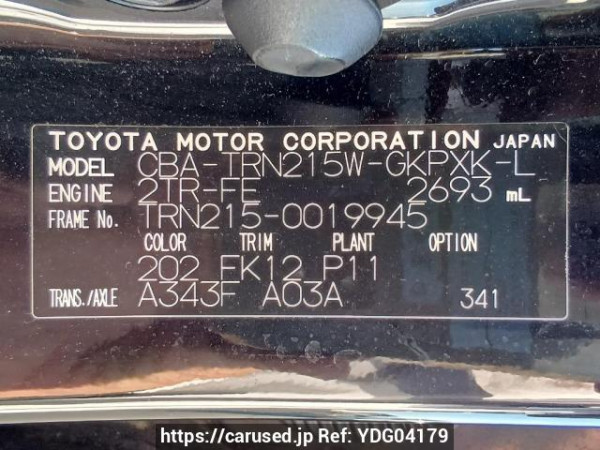 TOYOTA MOTOR CORPORATION JAPAN
MODEL CBA-TRN215W-GKPXK-L
ENGINE 2TR-FE 2693 mL
FRAME No. TRN215-0019945
COLOR TRIM PLANT OPTION
202 FK12 P11
TRANS./AXLE A343F A03A 341
https://carused.jp Ref: YDG04179